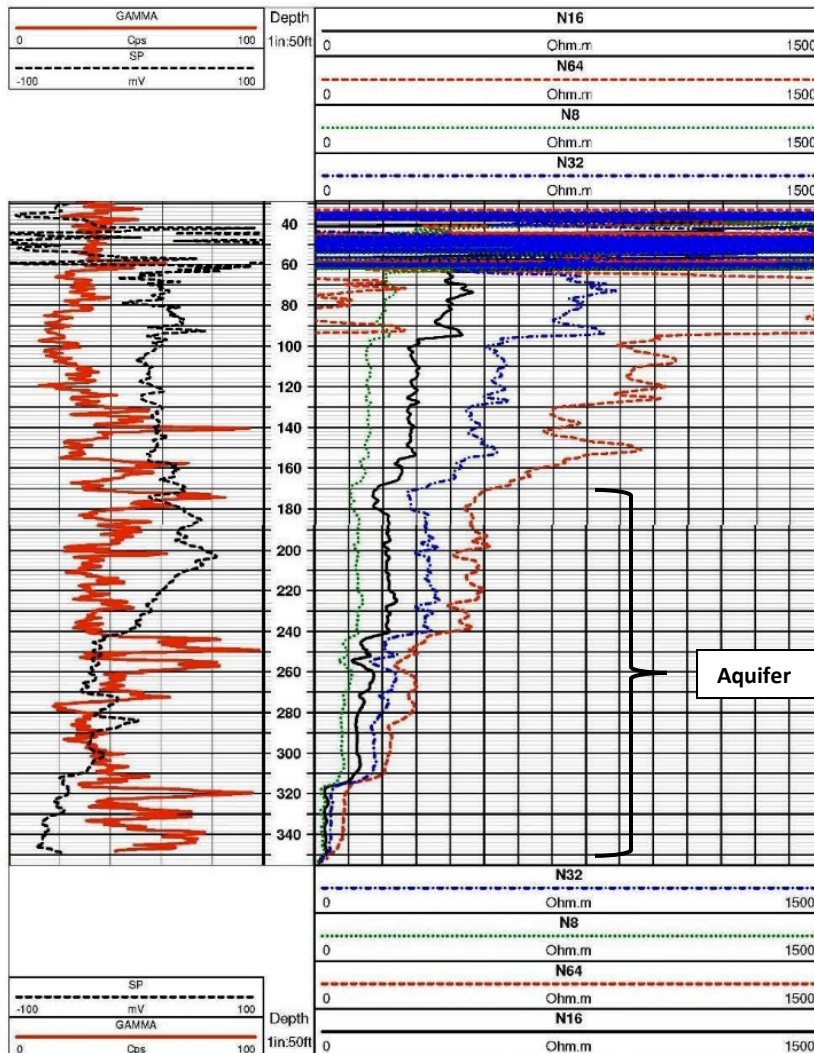 GAMMA
0 Cps 100
SP
-100 mV 100
Depth
1in:50ft
N16
0 Ohm.m 1500
N64
0 Ohm.m 1500
N8
0 Ohm.m 1500
N32
0 Ohm.m 1500
40
60
80
100
120
140
160
180
200
220
240
260
280
300
320
340
Aquifer
N32
0 Ohm.m 1500
N8
0 Ohm.m 1500
N64
0 Ohm.m 1500
N16
0 Ohm.m 1500
SP
-100 mV 100
GAMMA
0 Cps 100
Depth
1in:50ft